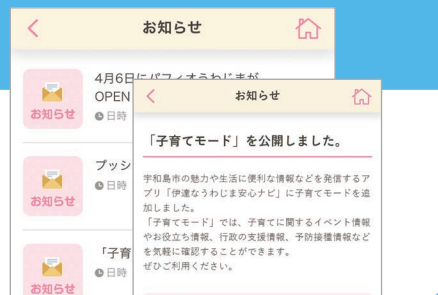 お知らせ
4月6日にパフィオうわじまが
OPEN
お知らせ
日時
プッシ
お知らせ
日時
「子育
お知らせ
日時
お知らせ
「子育てモード」を公開しました。
宇和島市の魅力や生活に便利な情報などを発信するア
プリ「伊達なうわじま安心ナビ」に子育てモードを追
加しました。
「子育てモード」では、子育てに関するイベント情報
やお役立ち情報、行政の支援情報、予防接種情報など
を気軽に確認することができます。
ぜひご利用ください。